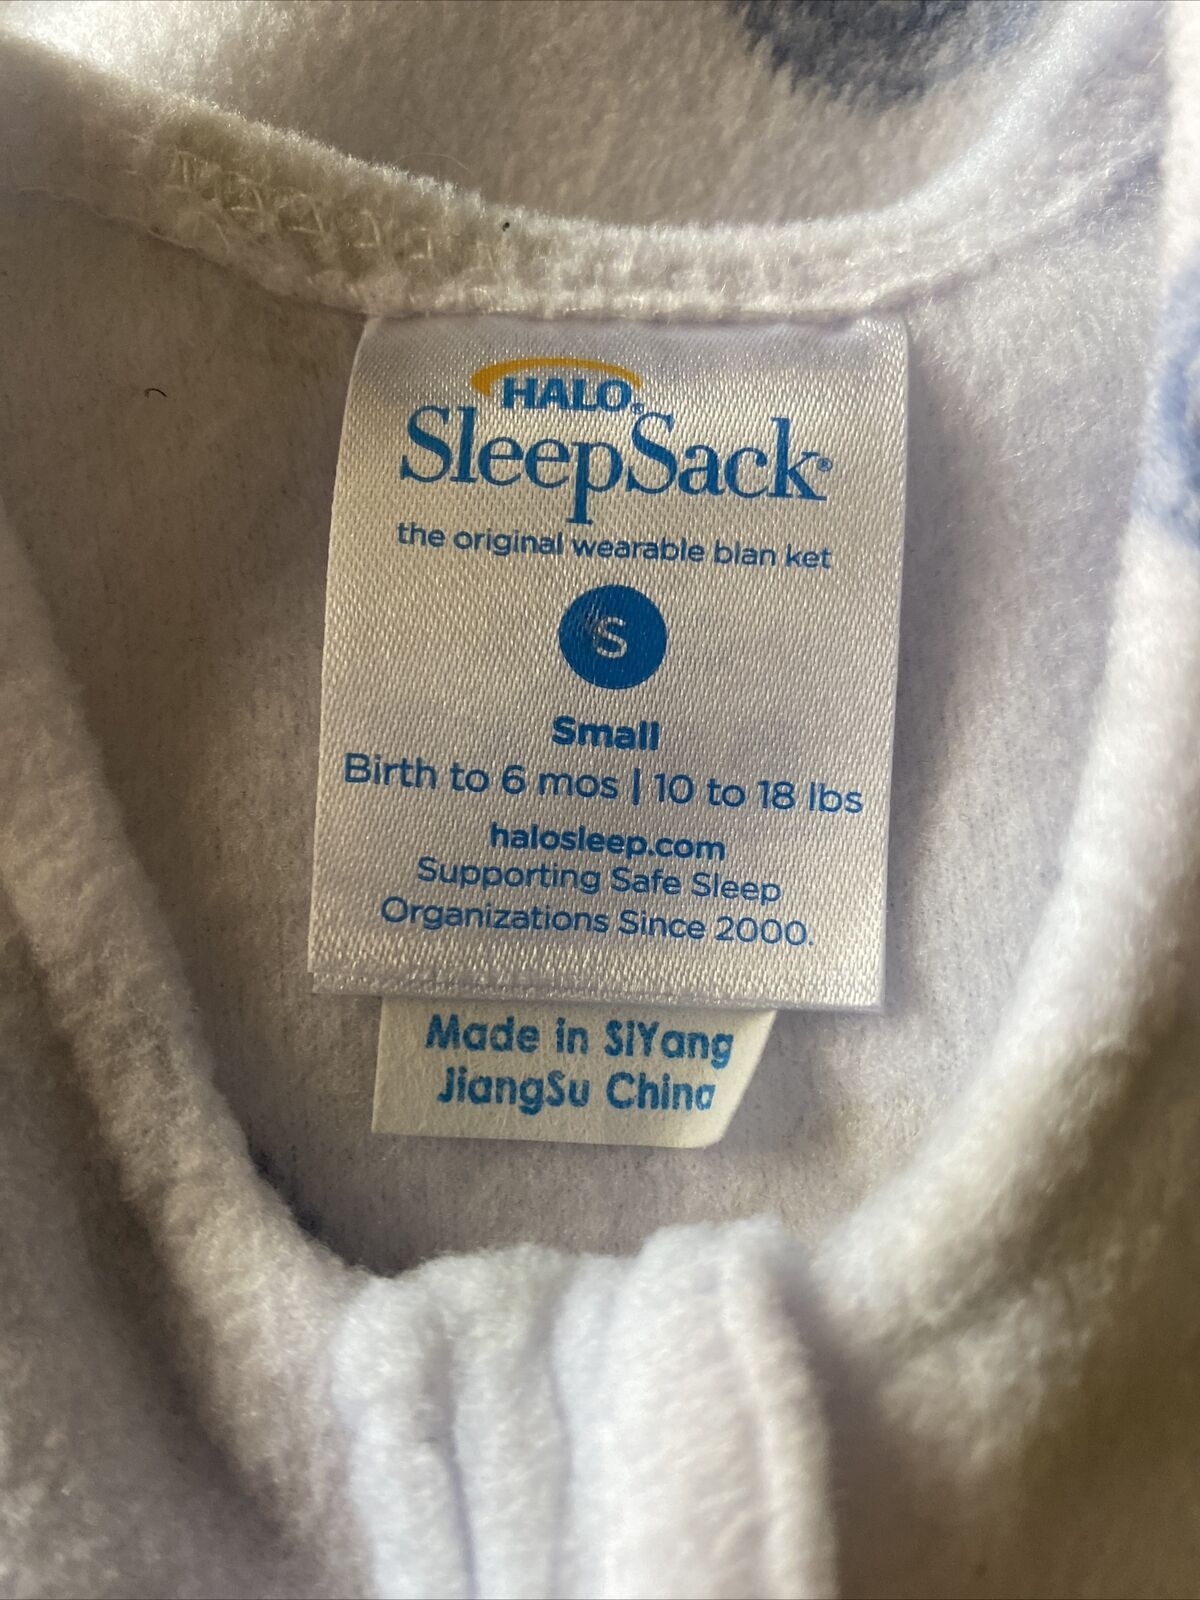 HALO®
SleepSack®
the original wearable blan ket
S
Small
Birth to 6 mos | 10 to 18 lbs
halosleep.com
Supporting Safe Sleep
Organizations Since 2000.
Made in SiYang
JiangSu China